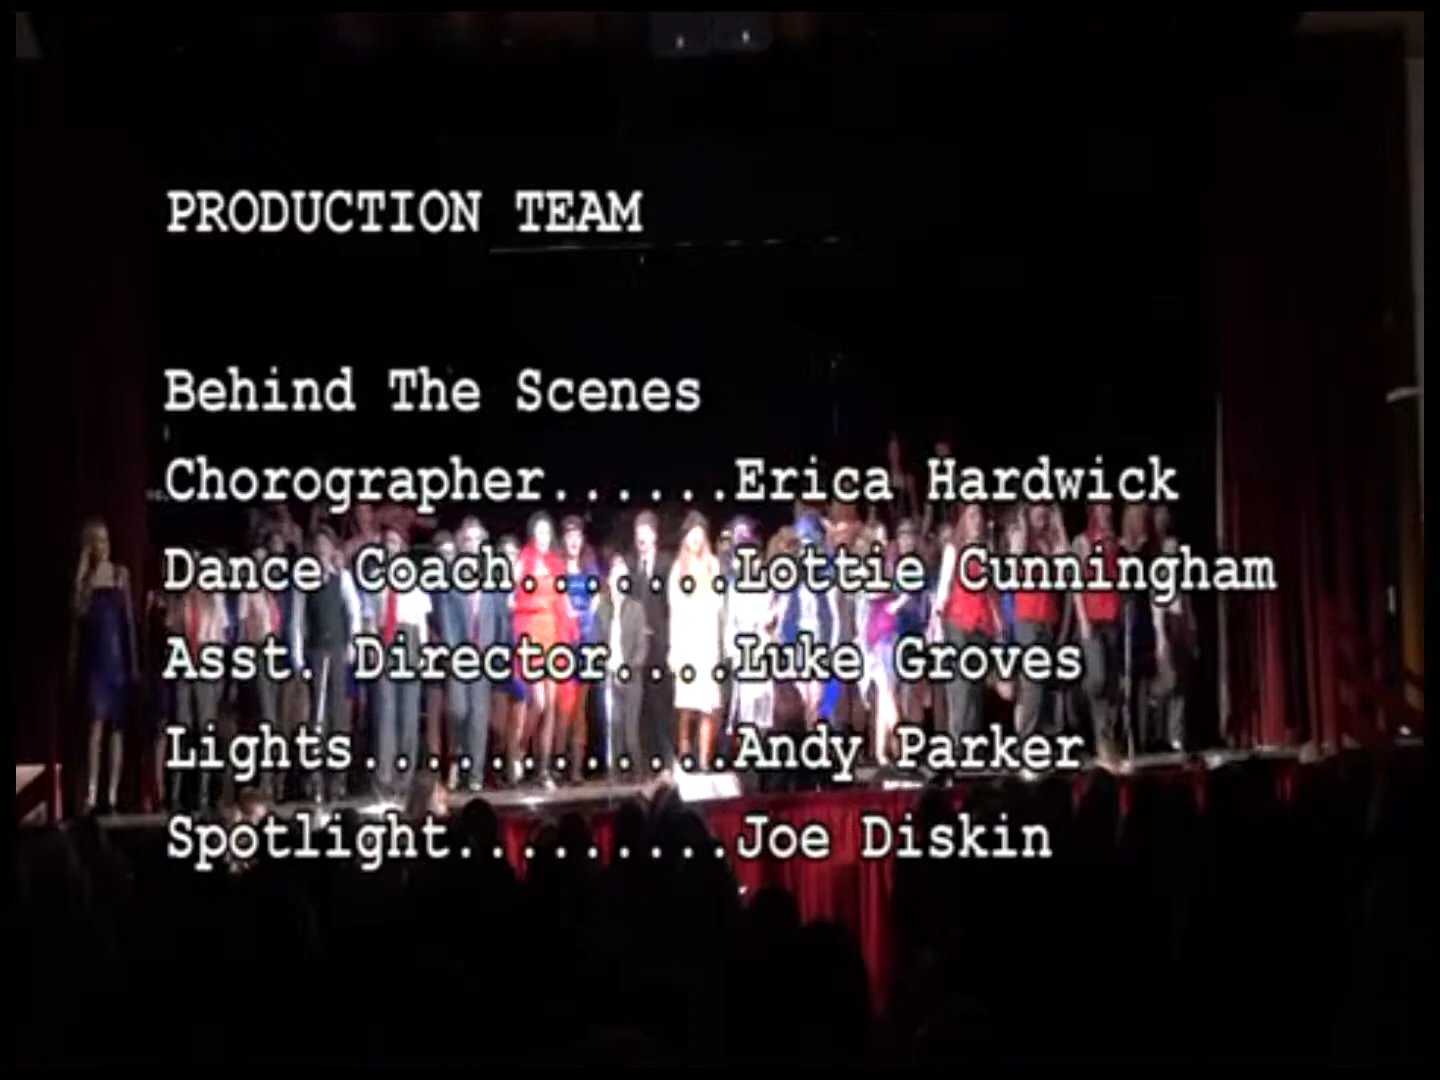 PRODUCTION TEAM
Behind The Scenes
Chorographer......Erica Hardwick
Dance Coach.......Lottie Cunningham
Asst. Director....Luke Groves
Lights............Andy Parker
Spotlight.........Joe Diskin